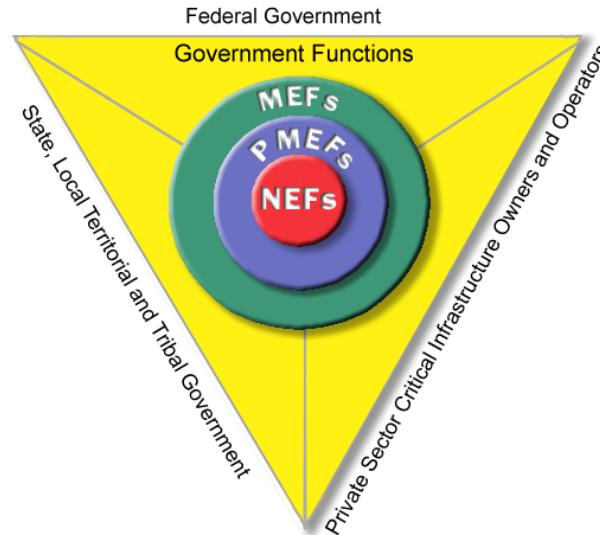 Federal Government
Government Functions
MEFs
PMEFs
NEFs
State, Local Territorial and Tribal Government
Private Sector Critical Infrastructure Owners and Operators